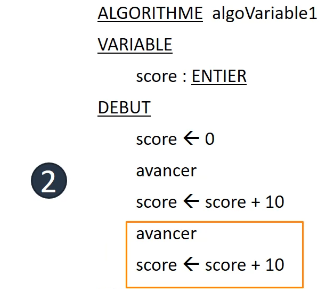 ALGORITHME algoVariable1
VARIABLE
score : ENTIER
DEBUT
score ← 0
avancer
2
score ← score + 10
avancer
score ← score + 10